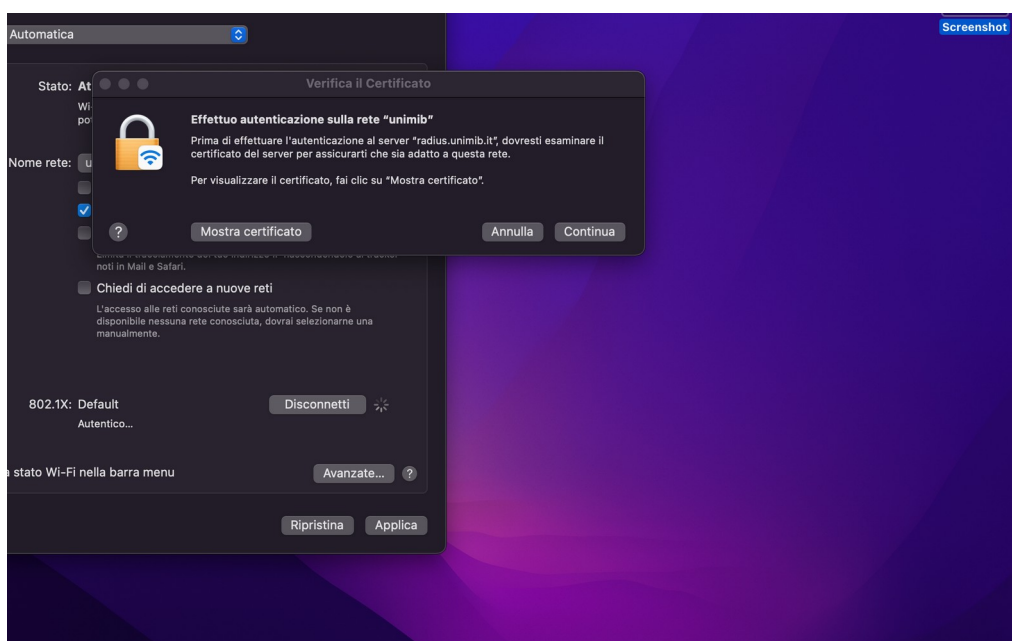 Automatica
Screenshot
Stato: At
Verifica il Certificato
Wi-
Effettuo autenticazione sulla rete “unimib”
Prima di effettuare l'autenticazione al server “radius.unimib.it”, dovresti esaminare il
certificato del server per assicurarti che sia adatto a questa rete.
Per visualizzare il certificato, fai clic su “Mostra certificato”.
Nome rete: u
? Mostra certificato Annulla Continua
noti in Mail e Safari.
Chiedi di accedere a nuove reti
L'accesso alle reti conosciute sarà automatico. Se non è
disponibile nessuna rete conosciuta, dovrai selezionarne una
manualmente.
802.1X: Default Disconnetti
Autentico...
stato Wi-Fi nella barra menu Avanzate... ?
Ripristina Applica